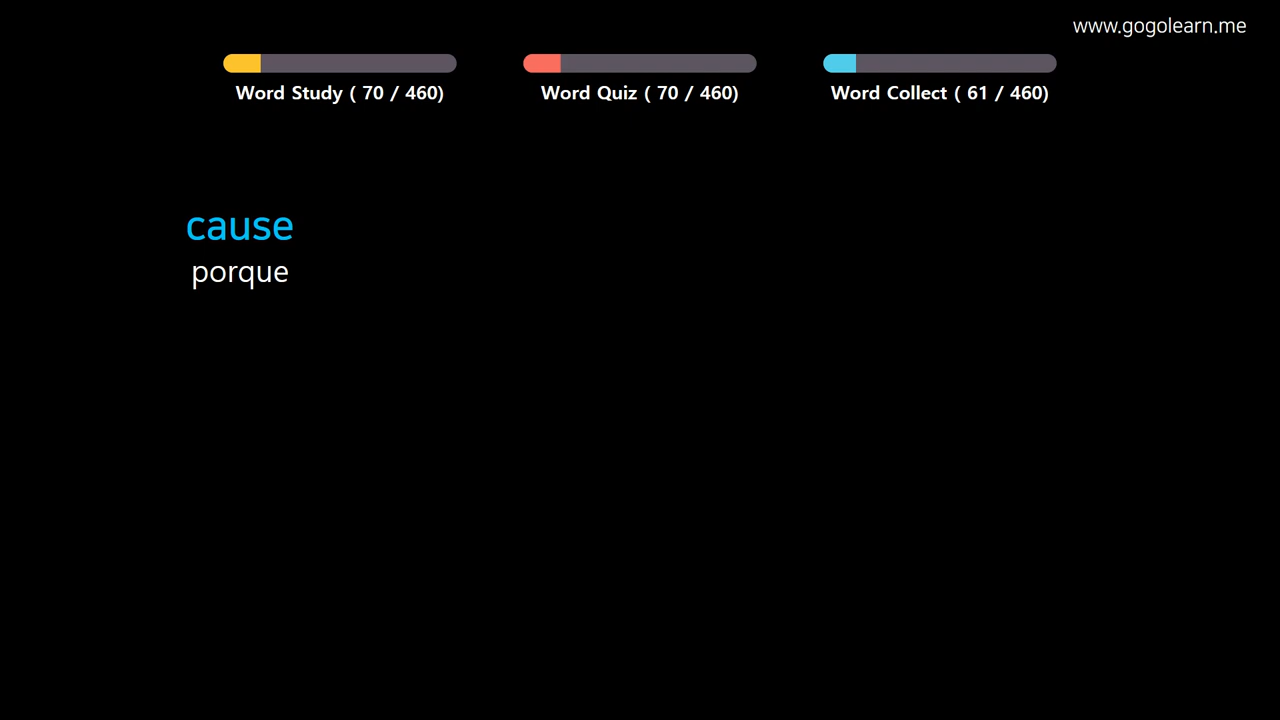 www.gogolearn.me
Word Study ( 70 / 460)
Word Quiz ( 70 / 460)
Word Collect ( 61 / 460)
cause
porque